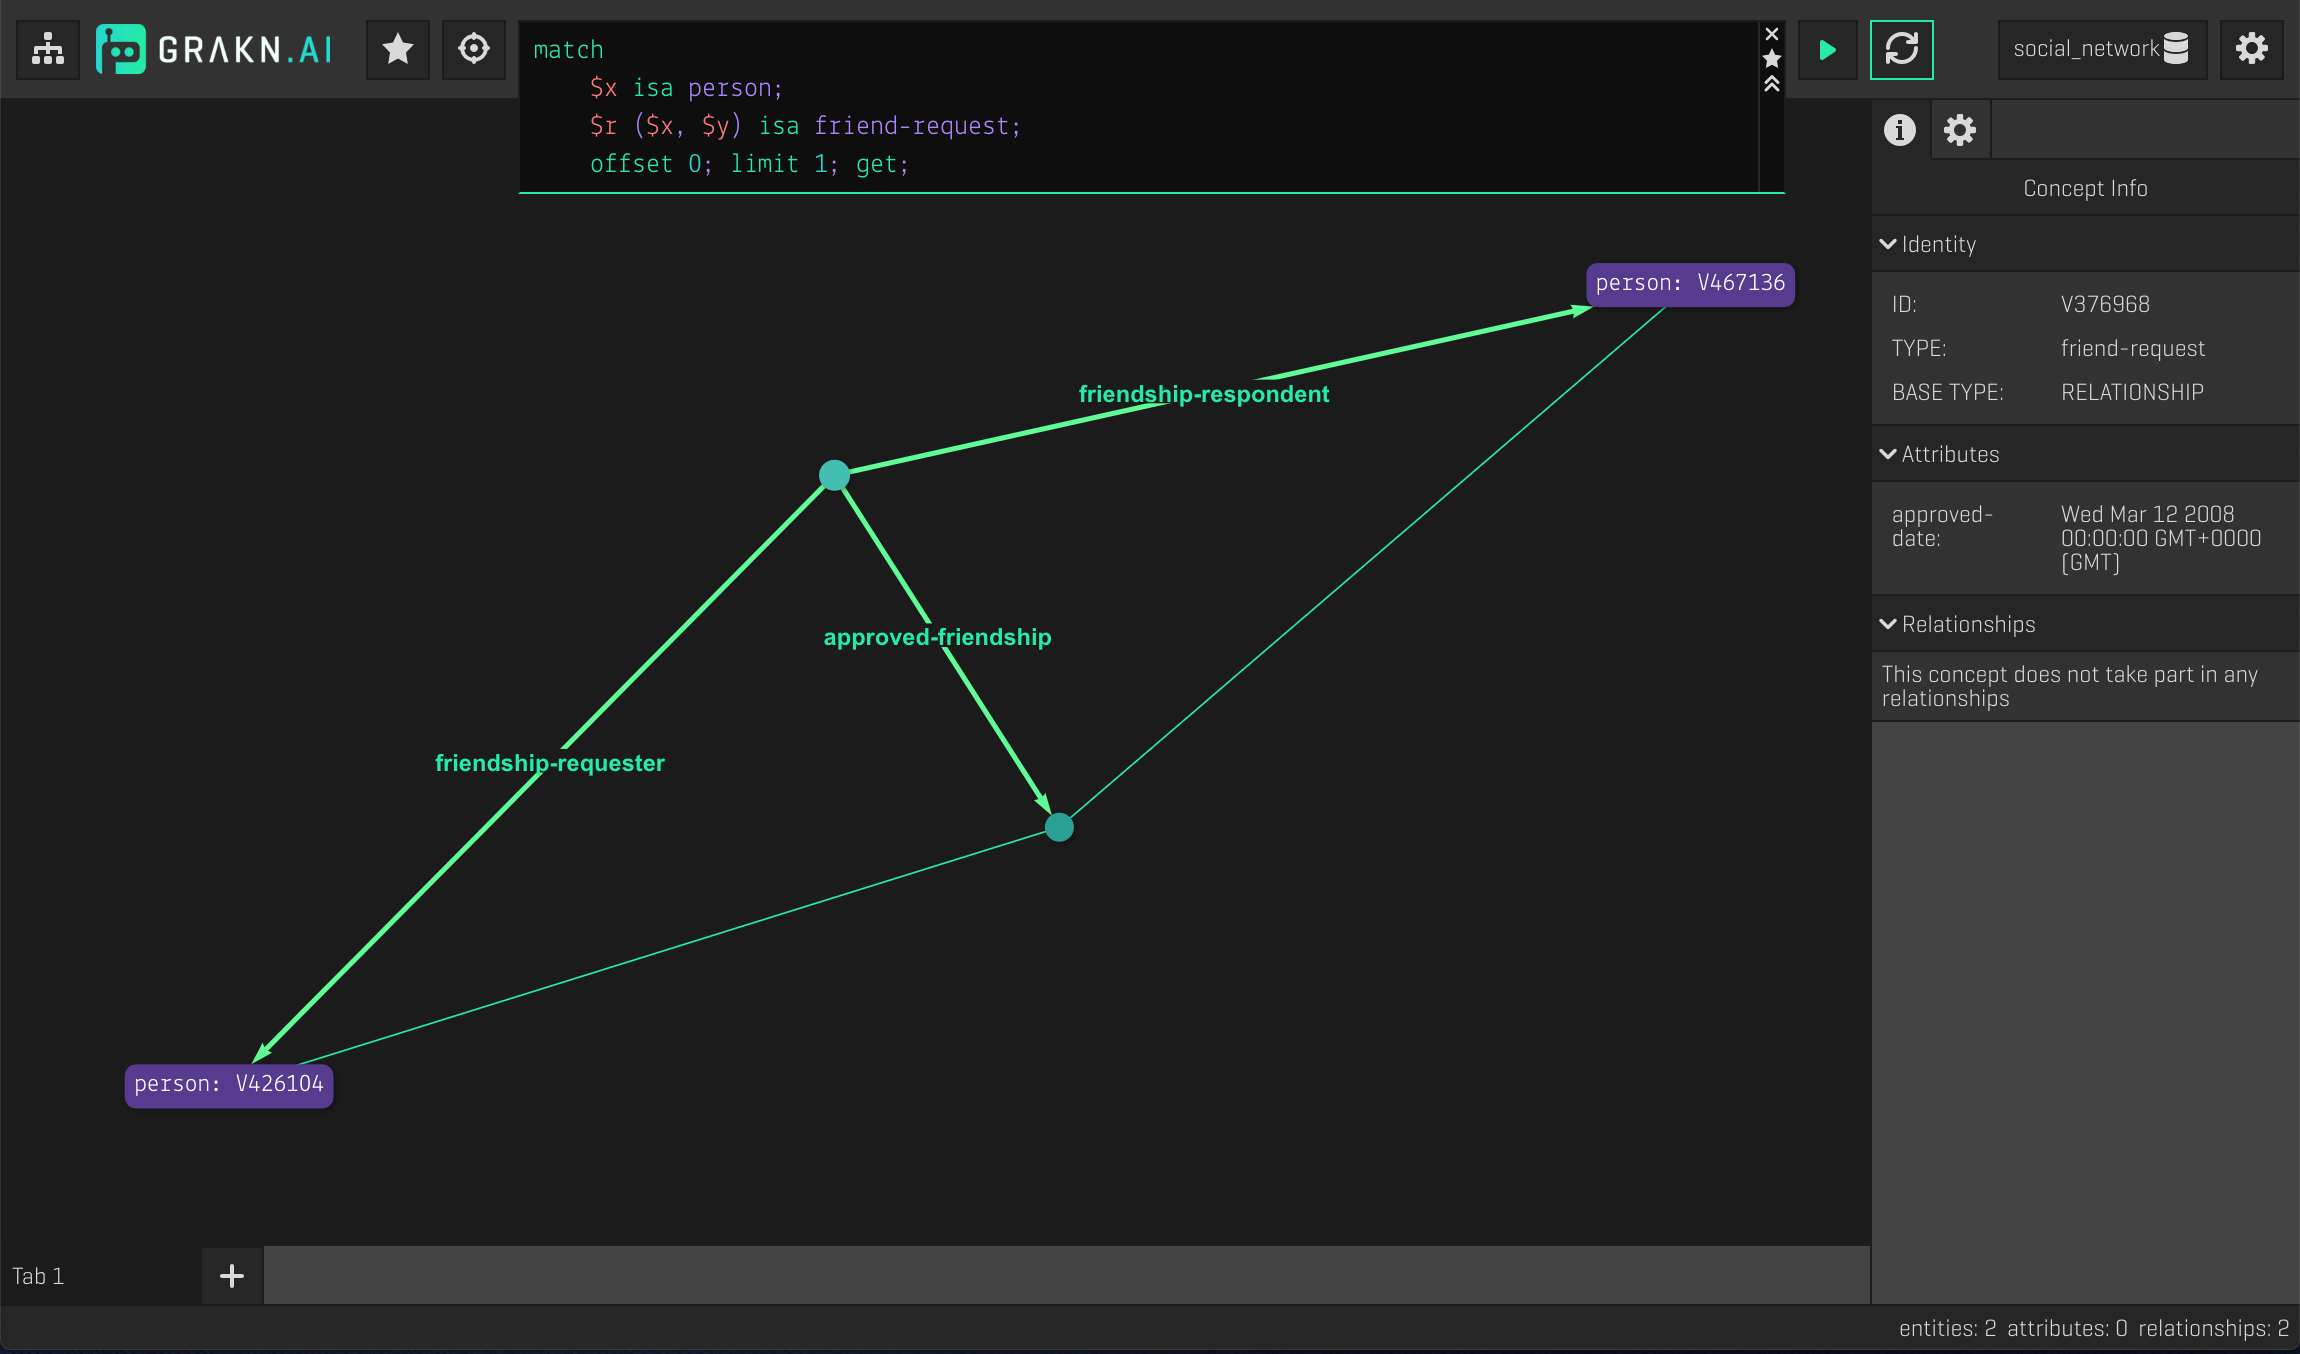 GRAKN.AI
match
$x isa person;
$r ($x, $y) isa friend-request;
offset 0; limit 1; get;
social_network
Concept Info
Identity
ID: V376968
TYPE: friend-request
BASE TYPE: RELATIONSHIP
Attributes
approved-
date:
Wed Mar 12 2008
00:00:00 GMT+0000
(GMT)
Relationships
This concept does not take part in any
relationships
person: V467136
friendship-respondent
approved-friendship
friendship-requester
person: V426104
Tab 1
entities: 2 attributes: 0 relationships: 2